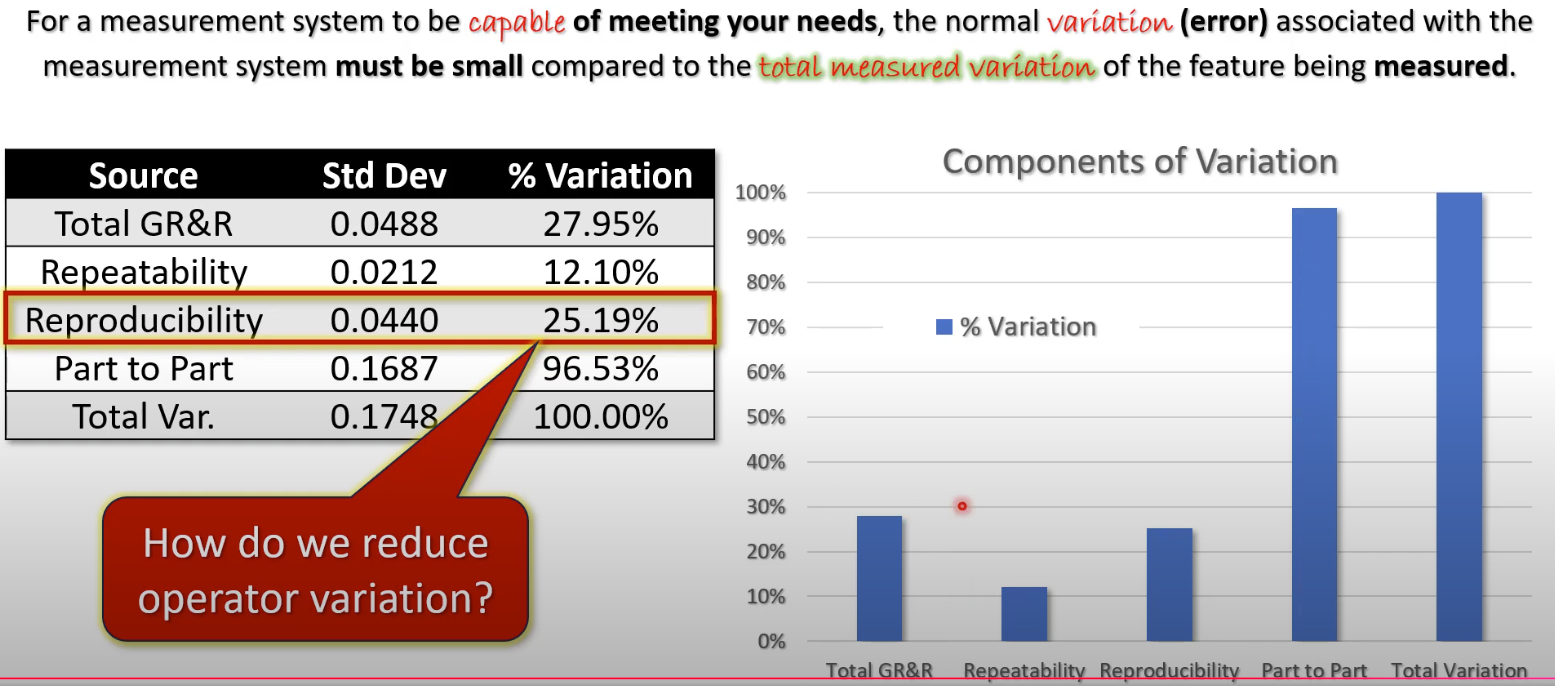 For a measurement system to be capable of meeting your needs, the normal variation (error) associated with the
measurement system must be small compared to the total measured variation of the feature being measured.
Source Std Dev % Variation
Total GR&R 0.0488 27.95%
Repeatability 0.0212 12.10%
Reproducibility 0.0440 25.19%
Part to Part 0.1687 96.53%
Total Var. 0.1748 100.00%
How do we reduce
operator variation?
Components of Variation
100%
90%
80%
70%
60%
50%
40%
30%
20%
10%
0%
% Variation
Total GR&R Repeatability Reproducibility Part to Part Total Variation